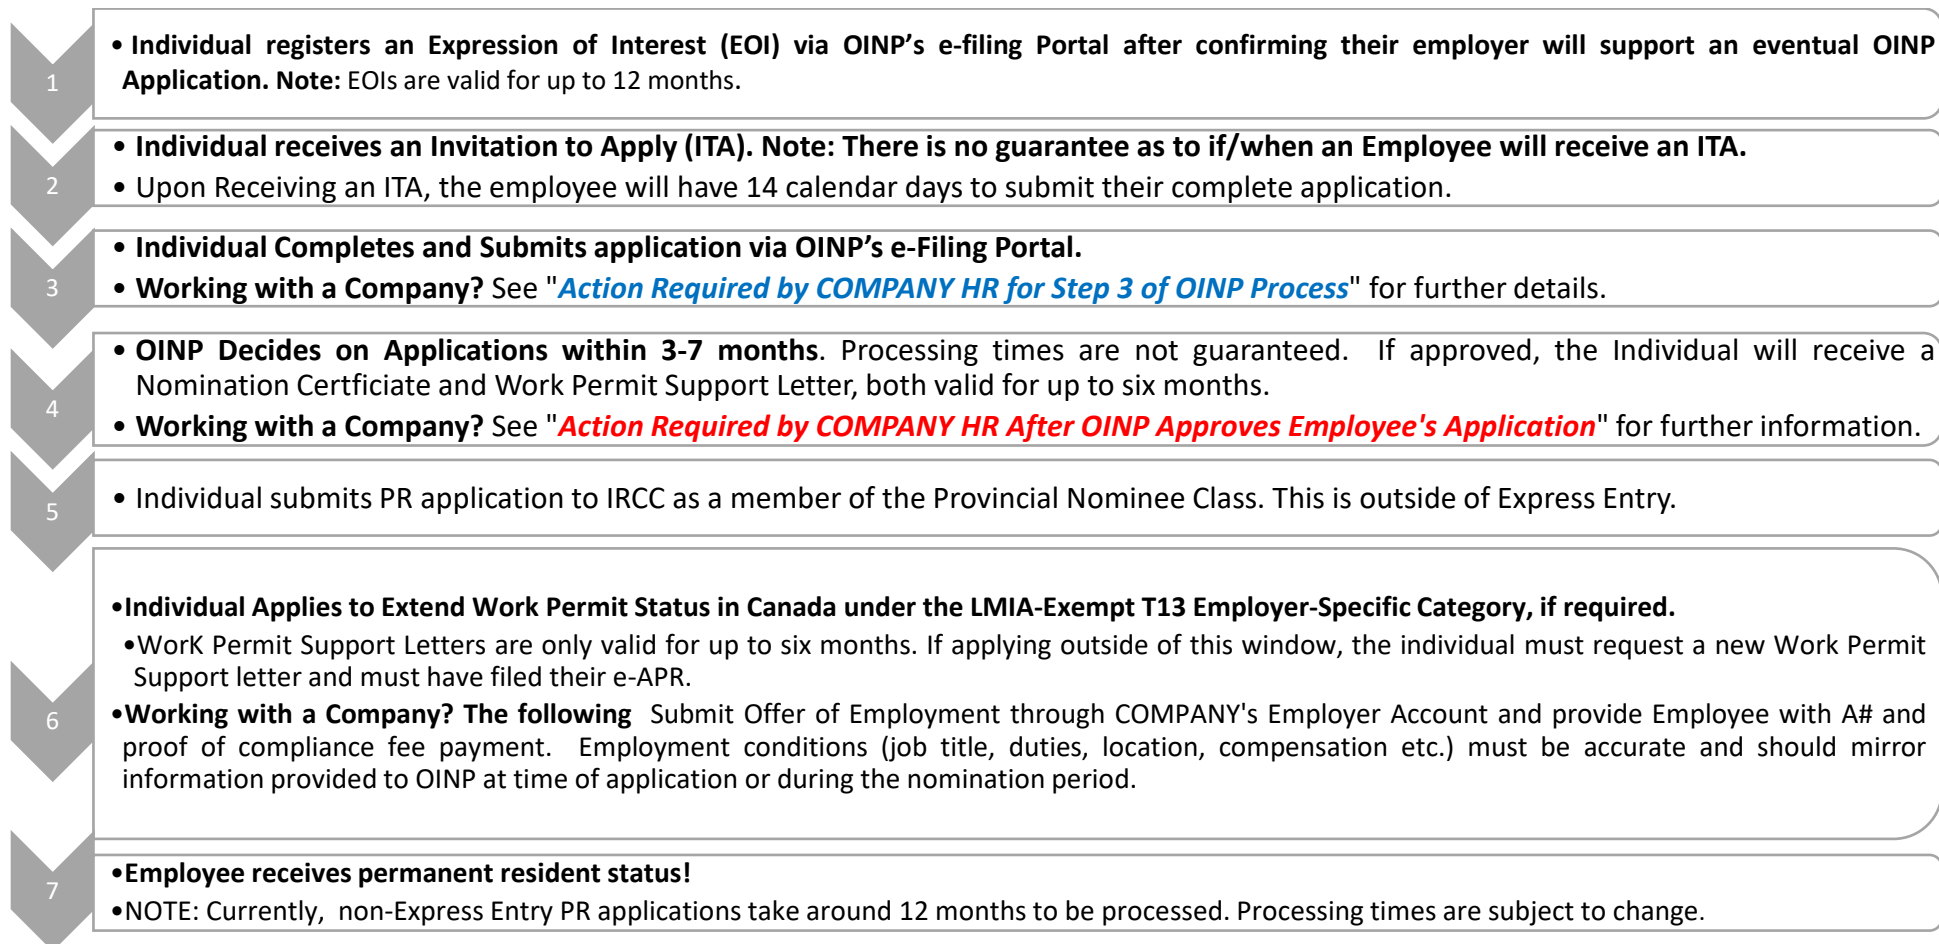 1
• Individual registers an Expression of Interest (EOI) via OINP’s e-filing Portal after confirming their employer will support an eventual OINP
Application. Note: EOIs are valid for up to 12 months.
2
• Individual receives an Invitation to Apply (ITA). Note: There is no guarantee as to if/when an Employee will receive an ITA.
• Upon Receiving an ITA, the employee will have 14 calendar days to submit their complete application.
3
• Individual Completes and Submits application via OINP’s e-Filing Portal.
• Working with a Company? See "Action Required by COMPANY HR for Step 3 of OINP Process" for further details.
4
• OINP Decides on Applications within 3-7 months. Processing times are not guaranteed. If approved, the Individual will receive a
Nomination Certficiate and Work Permit Support Letter, both valid for up to six months.
• Working with a Company? See "Action Required by COMPANY HR After OINP Approves Employee's Application" for further information.
5
• Individual submits PR application to IRCC as a member of the Provincial Nominee Class. This is outside of Express Entry.
6
•Individual Applies to Extend Work Permit Status in Canada under the LMIA-Exempt T13 Employer-Specific Category, if required.
•WorK Permit Support Letters are only valid for up to six months. If applying outside of this window, the individual must request a new Work Permit
Support letter and must have filed their e-APR.
•Working with a Company? The following Submit Offer of Employment through COMPANY's Employer Account and provide Employee with A# and
proof of compliance fee payment. Employment conditions (job title, duties, location, compensation etc.) must be accurate and should mirror
information provided to OINP at time of application or during the nomination period.
7
•Employee receives permanent resident status!
•NOTE: Currently, non-Express Entry PR applications take around 12 months to be processed. Processing times are subject to change.